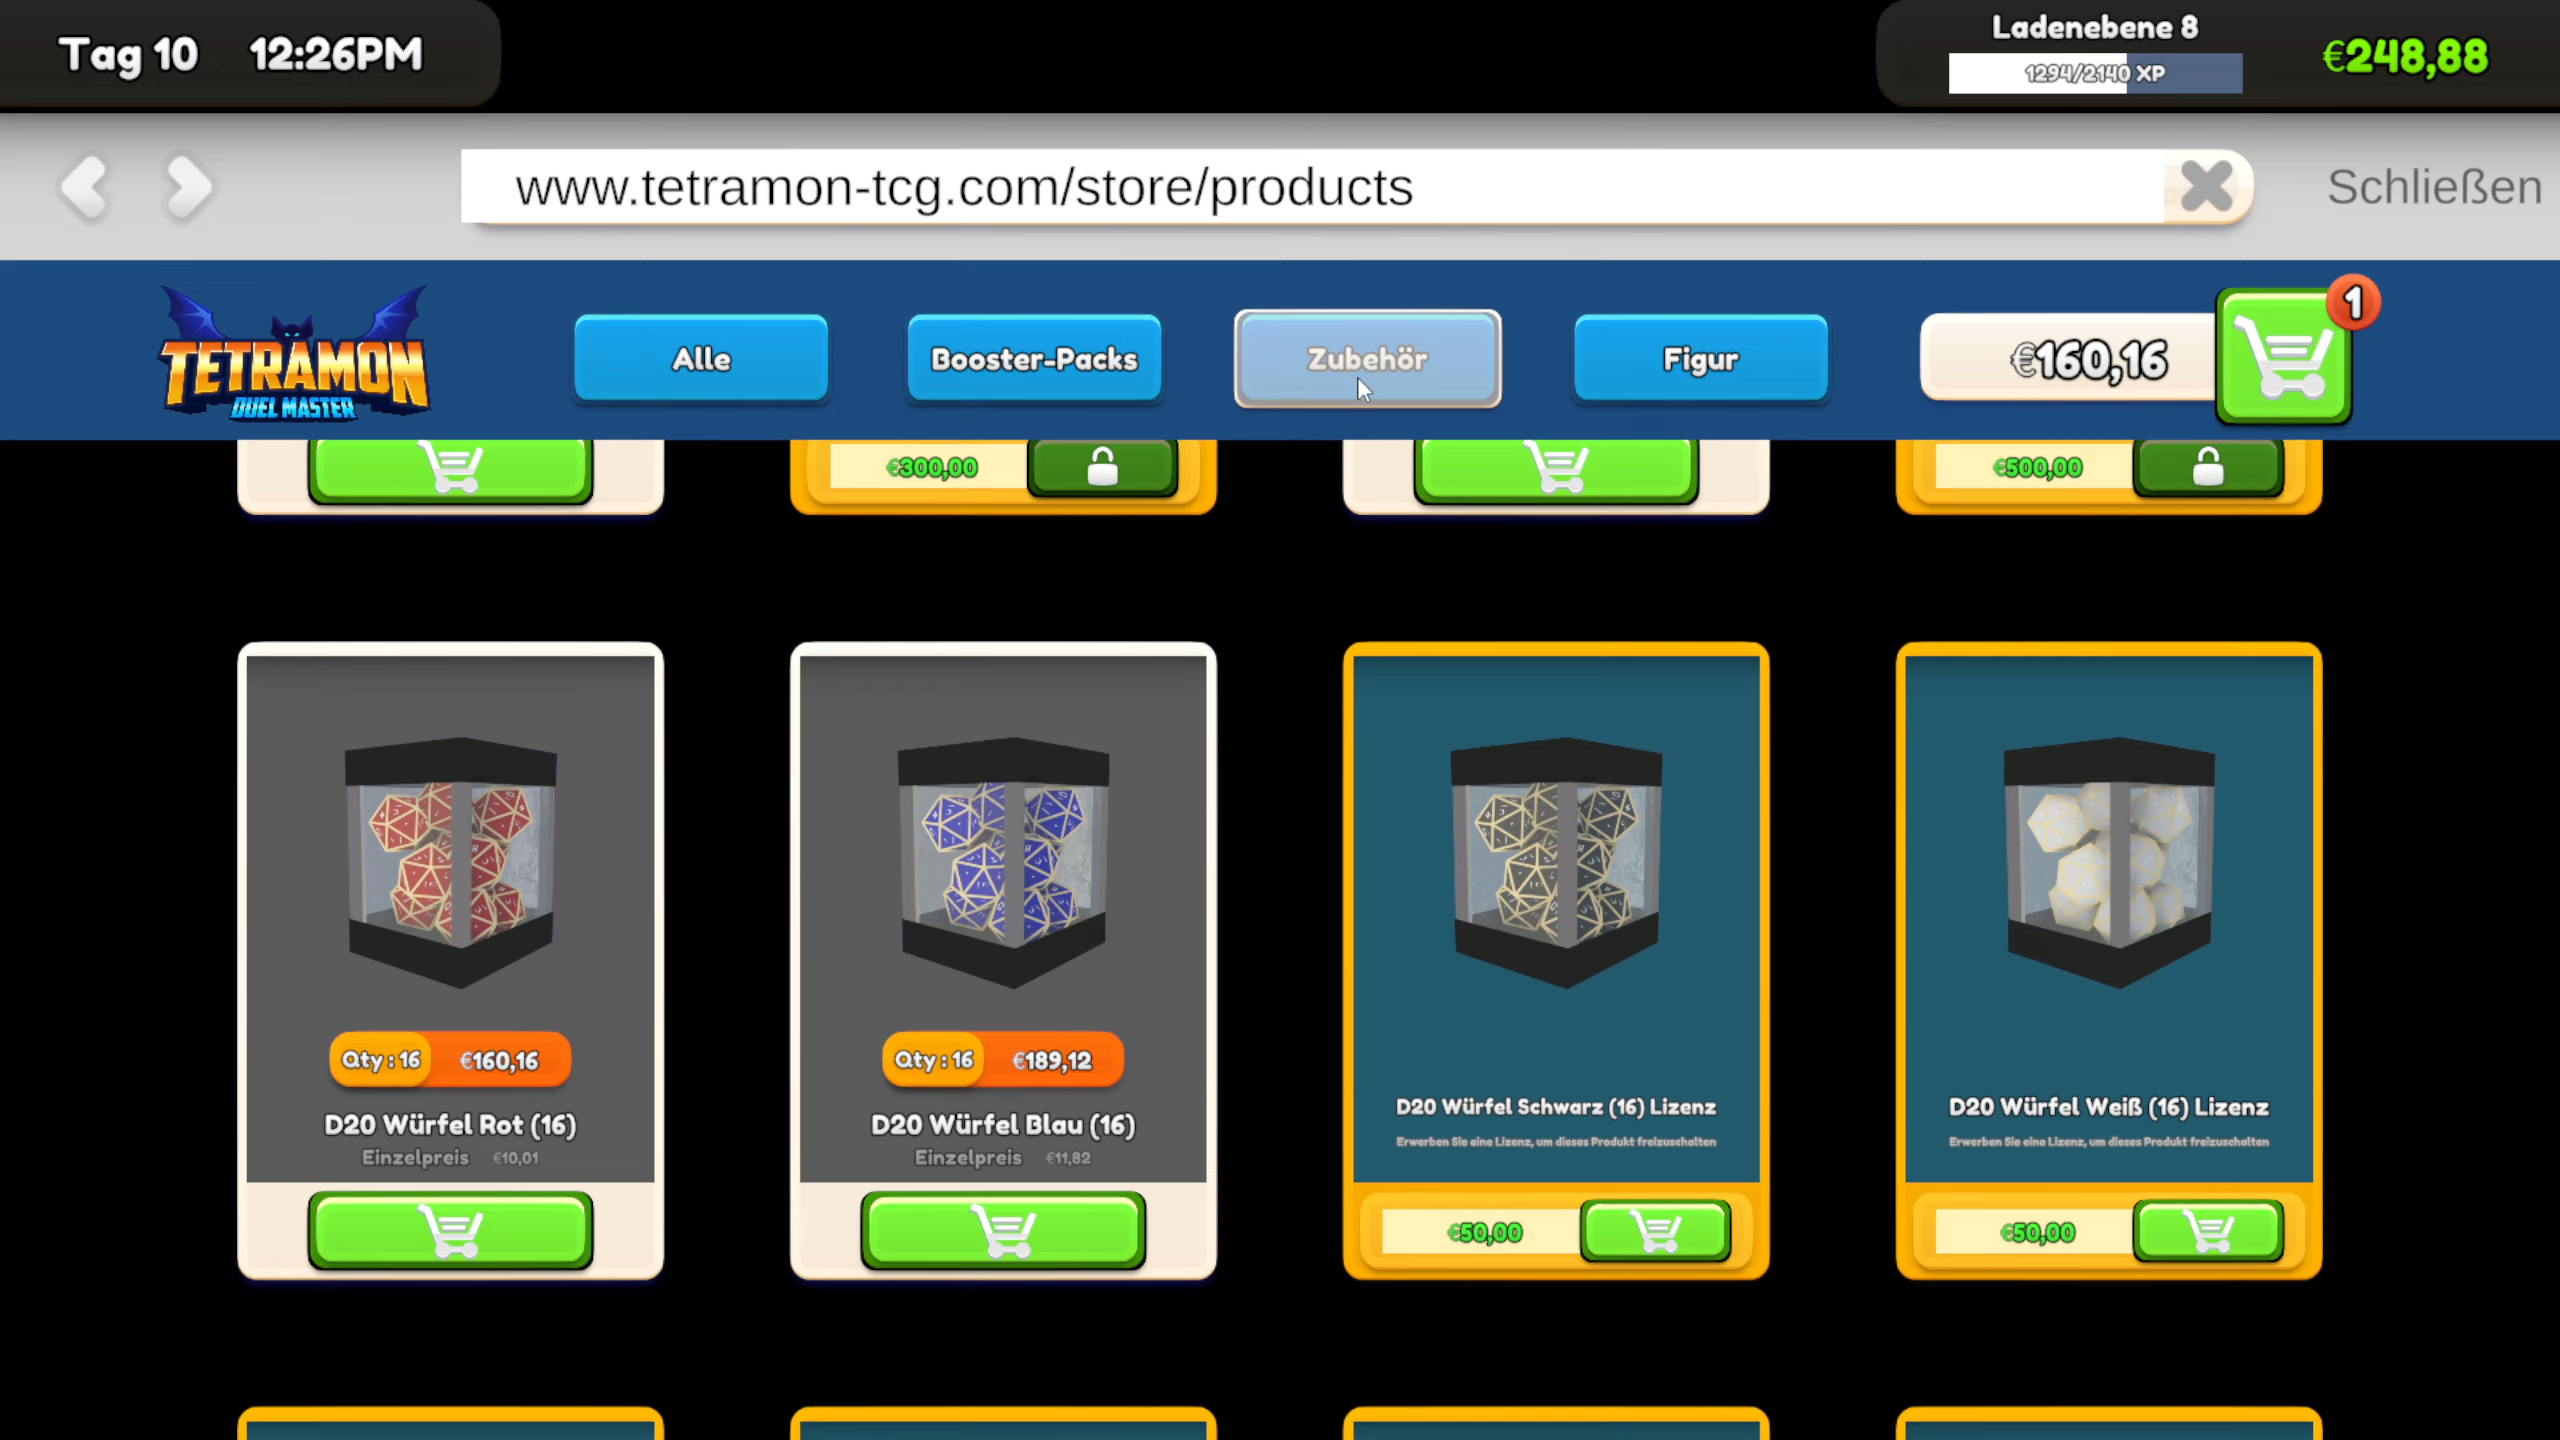 Tag 10 12:26PM
Ladenebene 8
1294/2140 XP
€248,88
www.tetramon-tcg.com/store/products
Schließen
TETRAMON
DUEL MASTER
Alle
Booster-Packs
Zubehör
Figur
€160,16
1
€300,00
€500,00
Qty : 16 €160,16
D20 Würfel Rot (16)
Einzelpreis €10,01
Qty : 16 €189,12
D20 Würfel Blau (16)
Einzelpreis €11,82
D20 Würfel Schwarz (16) Lizenz
Erwerben Sie eine Lizenz, um dieses Produkt freizuschalten
€50,00
D20 Würfel Weiß (16) Lizenz
Erwerben Sie eine Lizenz, um dieses Produkt freizuschalten
€50,00